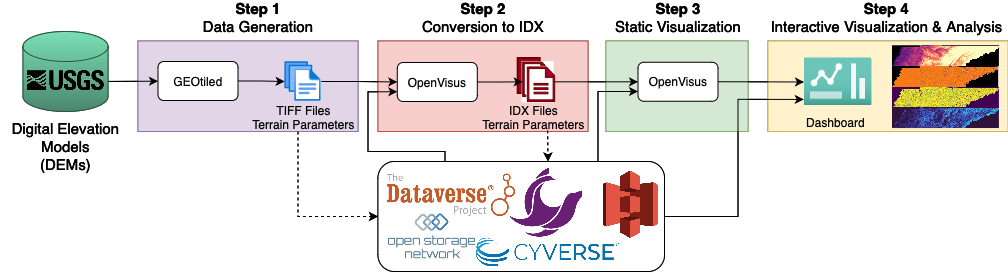 Step 1
Data Generation
Step 2
Conversion to IDX
Step 3
Static Visualization
Step 4
Interactive Visualization & Analysis
USGS
Digital Elevation
Models
(DEMs)
GEOtiled
TIFF Files
Terrain Parameters
OpenVisus
IDX Files
Terrain Parameters
OpenVisus
Dashboard
The
Dataverse®
Project
open storage
network
CYVERSE®